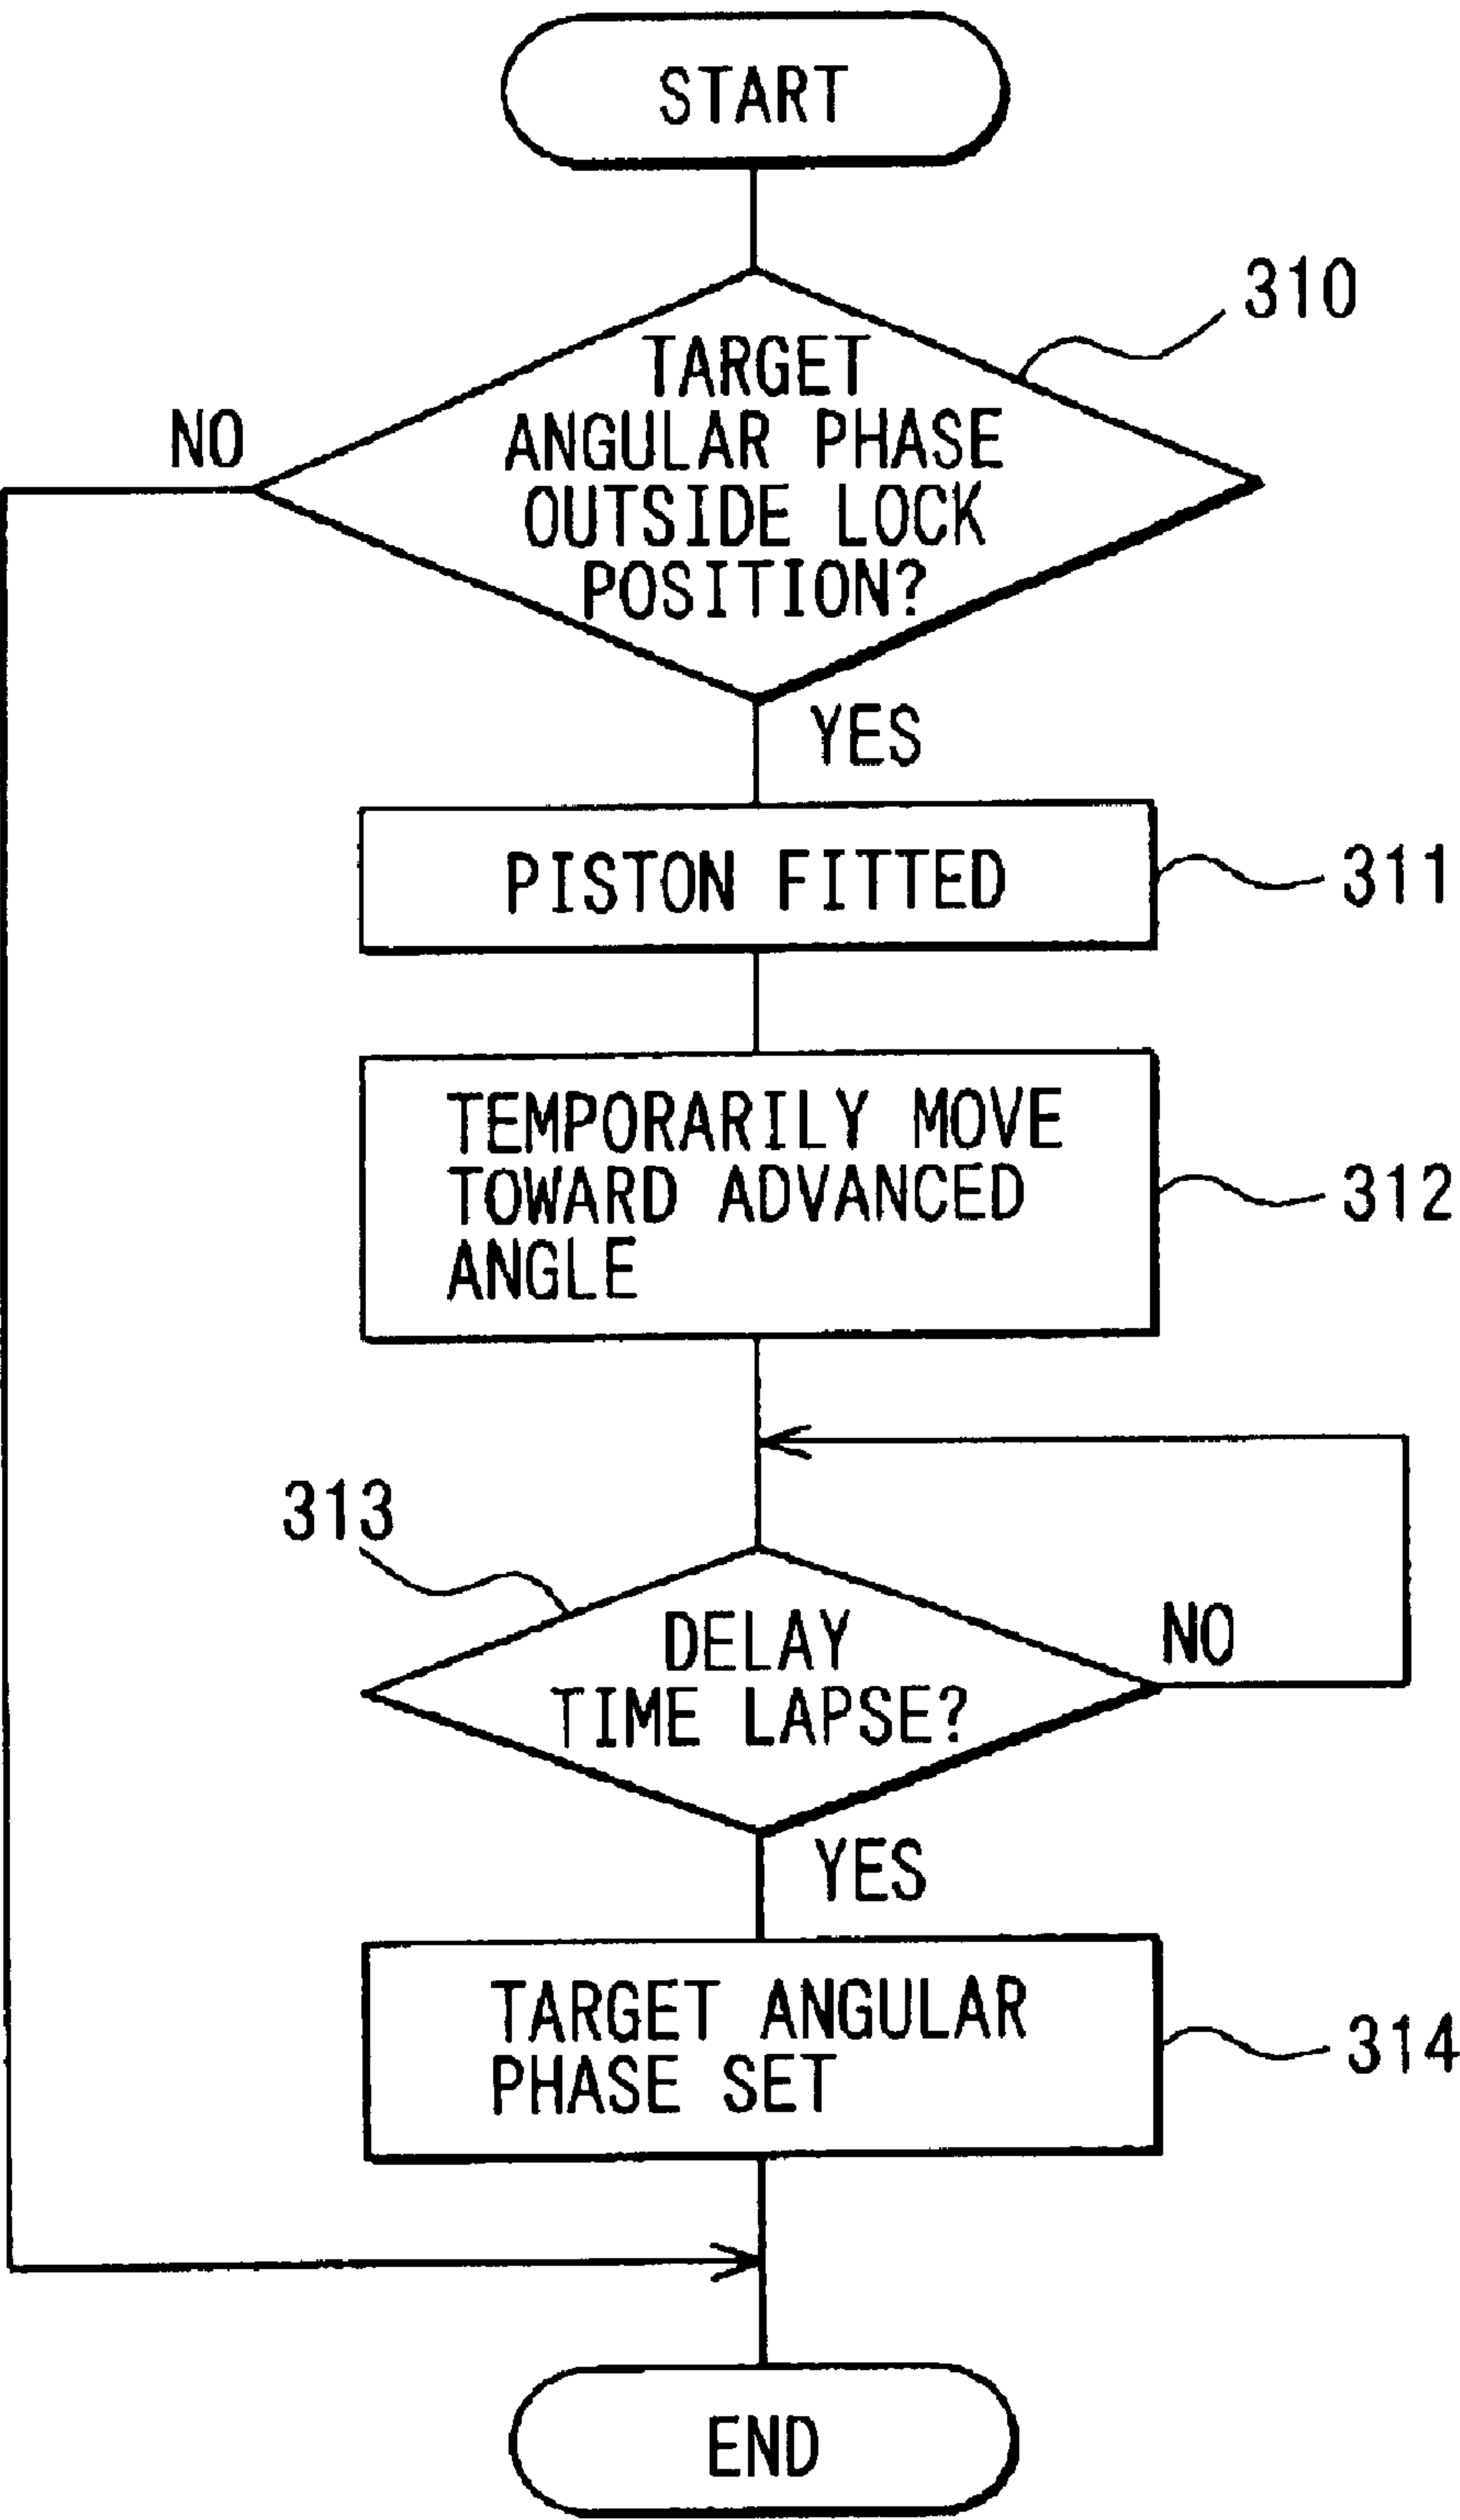 START
310
TARGET
ANGULAR PHASE
OUTSIDE LOCK
POSITION?
NO
YES
PISTON FITTED
311
TEMPORARILY MOVE
TOWARD ADVANCED
ANGLE
312
313
DELAY
TIME LAPSE?
NO
YES
TARGET ANGULAR
PHASE SET
314
END